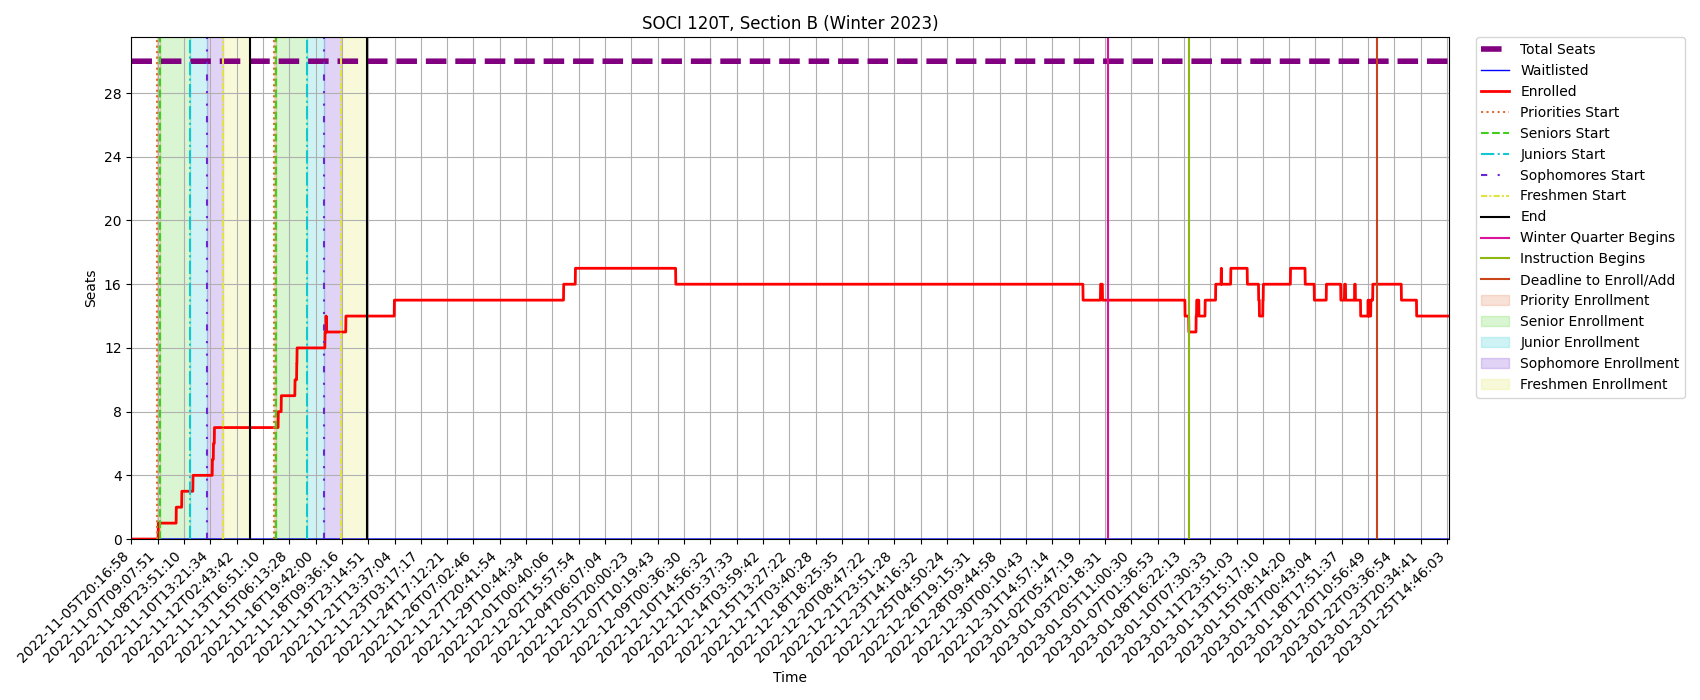 SOCI 120T, Section B (Winter 2023)
Seats
28
24
20
16
12
8
4
0
2022-11-05T20:16:58
2022-11-07T09:07:51
2022-11-08T23:51:10
2022-11-10T13:21:34
2022-11-12T02:43:42
2022-11-13T16:51:10
2022-11-15T06:13:28
2022-11-16T19:42:00
2022-11-18T09:36:16
2022-11-19T23:14:51
2022-11-21T13:37:04
2022-11-23T03:17:17
2022-11-24T17:12:21
2022-11-26T07:02:46
2022-11-27T20:41:54
2022-11-29T10:44:34
2022-12-01T00:40:06
2022-12-02T15:57:54
2022-12-04T06:07:04
2022-12-05T20:00:23
2022-12-07T10:19:43
2022-12-09T00:36:30
2022-12-10T14:56:32
2022-12-12T05:37:33
2022-12-14T03:59:42
2022-12-15T13:27:22
2022-12-17T03:40:28
2022-12-18T18:25:35
2022-12-20T08:47:22
2022-12-21T23:51:28
2022-12-23T14:16:32
2022-12-25T04:50:24
2022-12-26T19:15:31
2022-12-28T09:44:58
2022-12-30T00:10:43
2022-12-31T14:57:14
2023-01-02T05:47:19
2023-01-03T20:18:31
2023-01-05T11:00:30
2023-01-07T01:36:53
2023-01-08T16:22:13
2023-01-10T07:30:33
2023-01-11T23:51:03
2023-01-13T15:17:10
2023-01-15T08:14:20
2023-01-17T00:43:04
2023-01-18T17:51:37
2023-01-20T10:56:49
2023-01-22T03:36:54
2023-01-23T20:34:41
2023-01-25T14:46:03
Time
Total Seats
Waitlisted
Enrolled
Priorities Start
Seniors Start
Juniors Start
Sophomores Start
Freshmen Start
End
Winter Quarter Begins
Instruction Begins
Deadline to Enroll/Add
Priority Enrollment
Senior Enrollment
Junior Enrollment
Sophomore Enrollment
Freshmen Enrollment